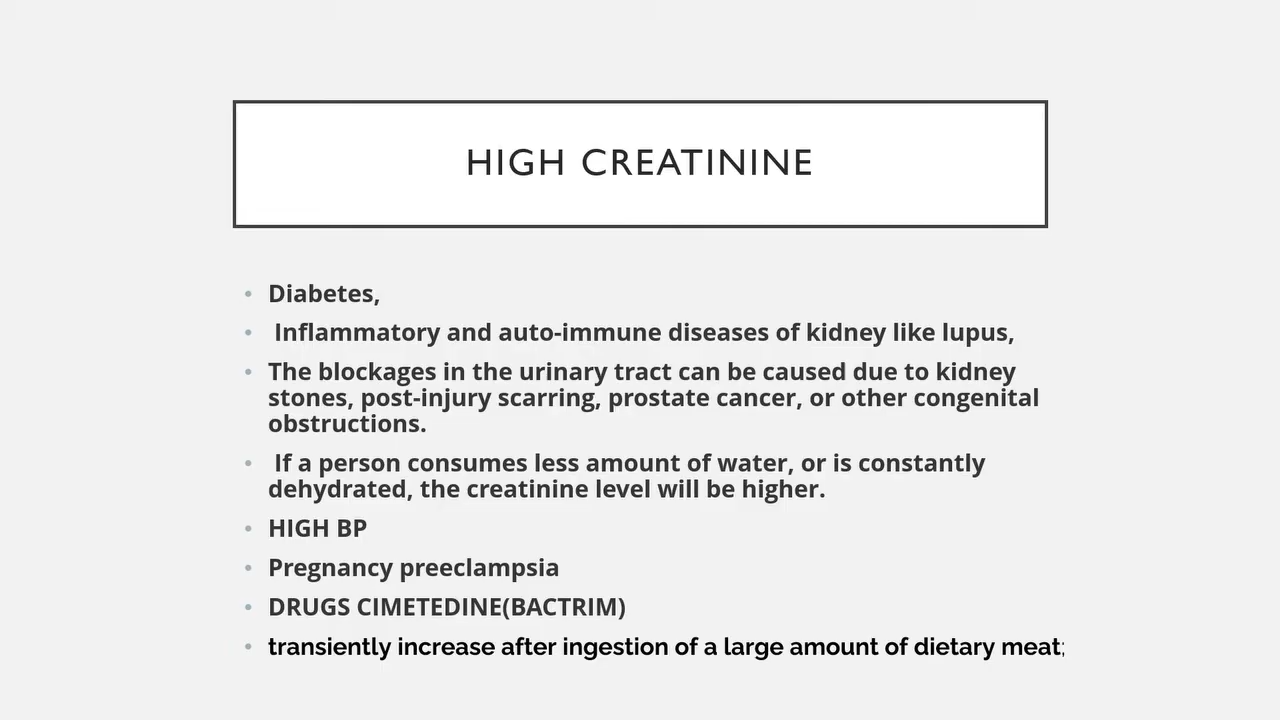 HIGH CREATININE
• Diabetes,
• Inflammatory and auto-immune diseases of kidney like lupus,
• The blockages in the urinary tract can be caused due to kidney
stones, post-injury scarring, prostate cancer, or other congenital
obstructions.
• If a person consumes less amount of water, or is constantly
dehydrated, the creatinine level will be higher.
• HIGH BP
• Pregnancy preeclampsia
• DRUGS CIMETEDINE(BACTRIM)
• transiently increase after ingestion of a large amount of dietary meat;